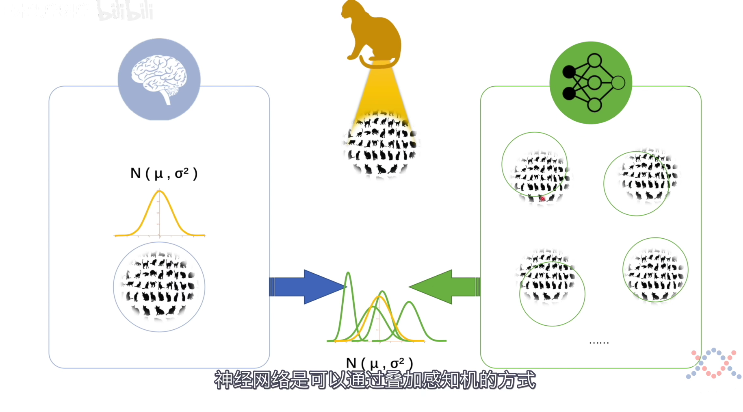 bilibili
N ( μ , σ² )
N ( μ , σ² )
......
神经网络是可以通过叠加感知机的方式